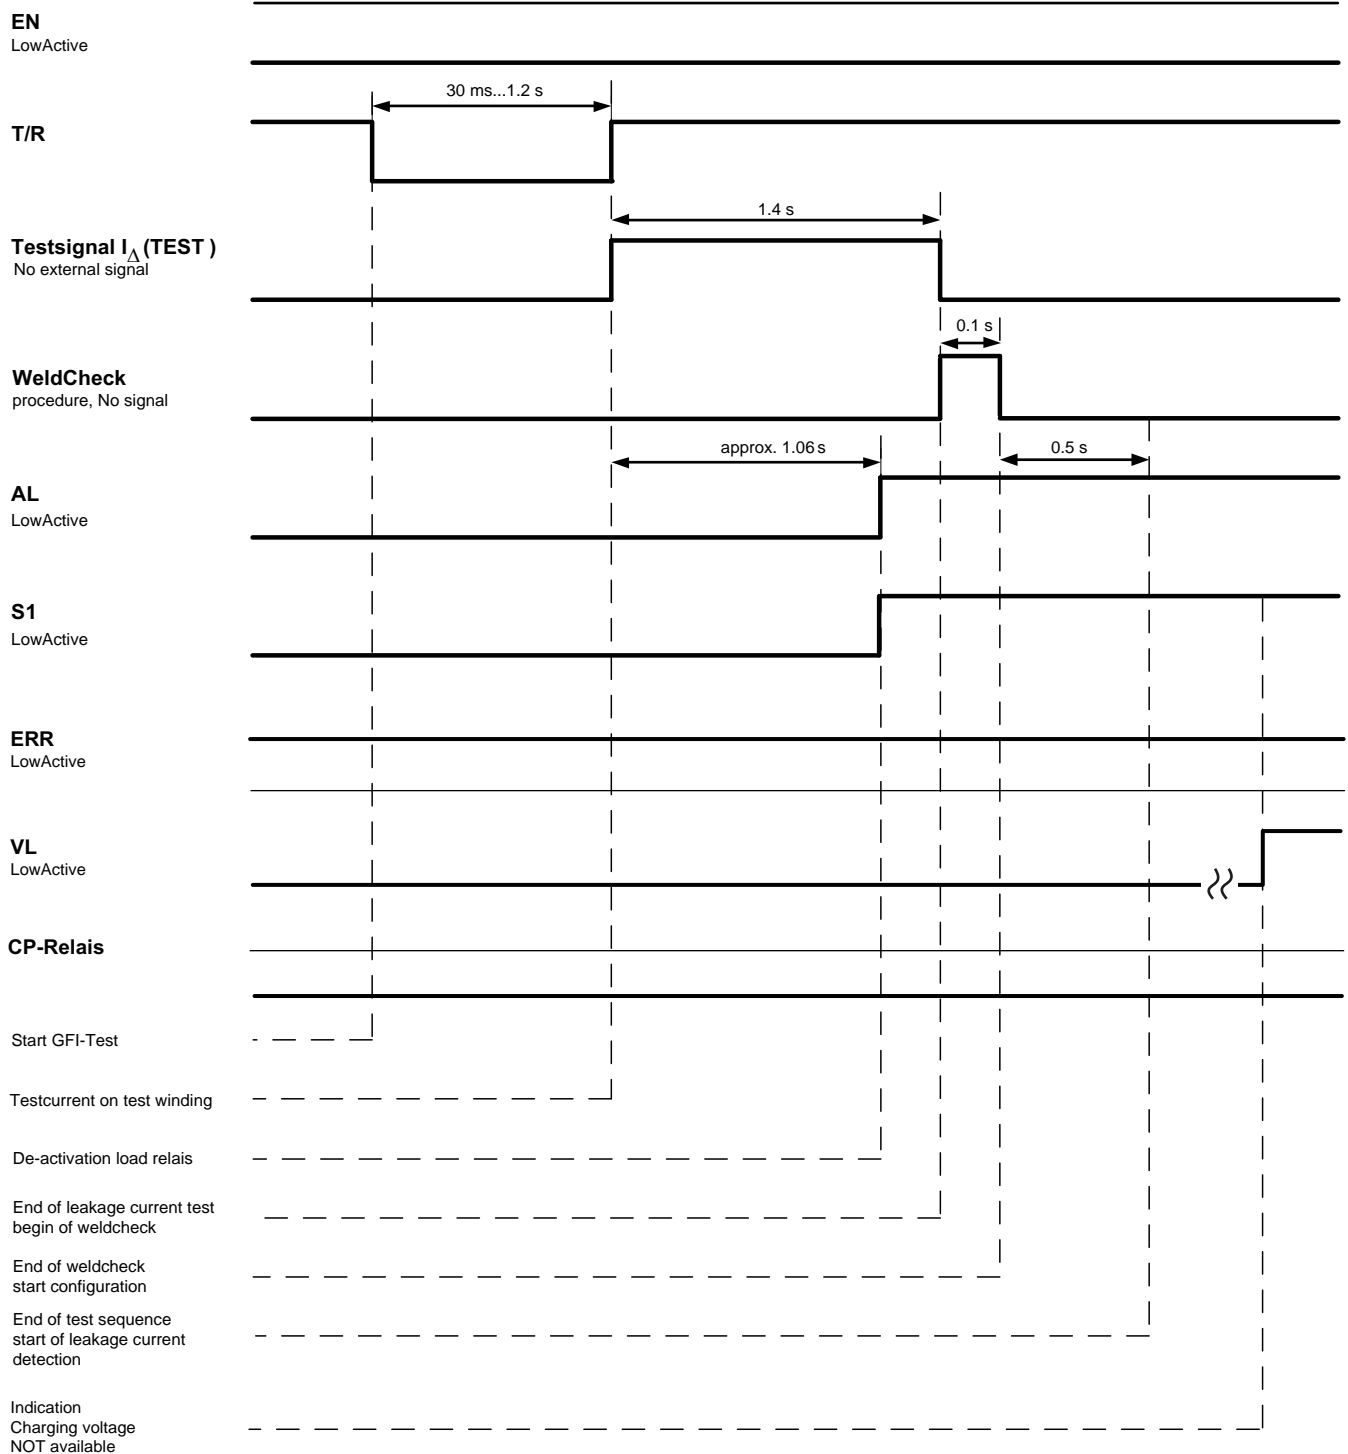 EN
LowActive
30 ms...1.2 s
T/R
1.4 s
Testsignal I Δ (TEST )
No external signal
0.1 s
WeldCheck
procedure, No signal
approx. 1.06 s
0.5 s
AL
LowActive
S1
LowActive
ERR
LowActive
VL
LowActive
CP-Relais
Start GFI-Test
Testcurrent on test winding
De-activation load relais
End of leakage current test
begin of weldcheck
End of weldcheck
start configuration
End of test sequence
start of leakage current
detection
Indication
Charging voltage
NOT available